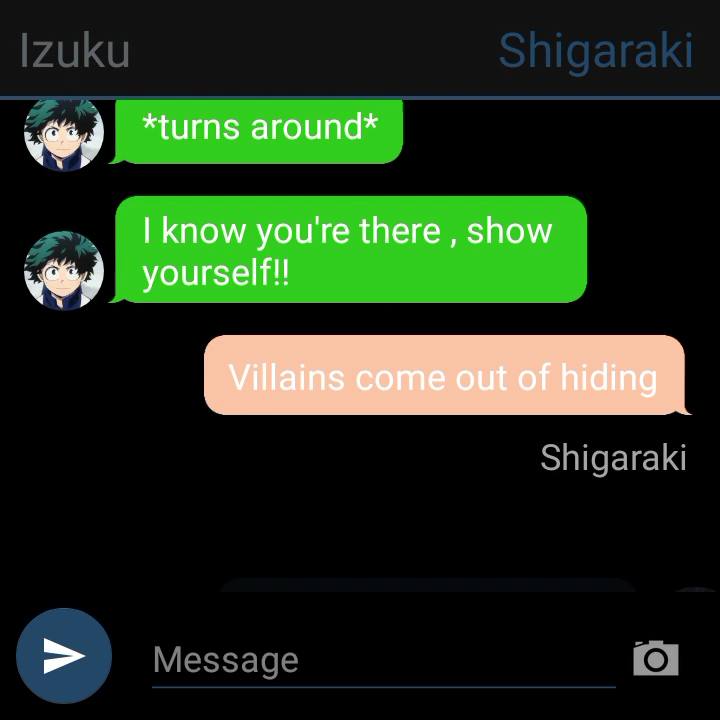 Izuku
Shigaraki
*turns around*
I know you're there , show
yourself!!
Villains come out of hiding
Shigaraki
Message